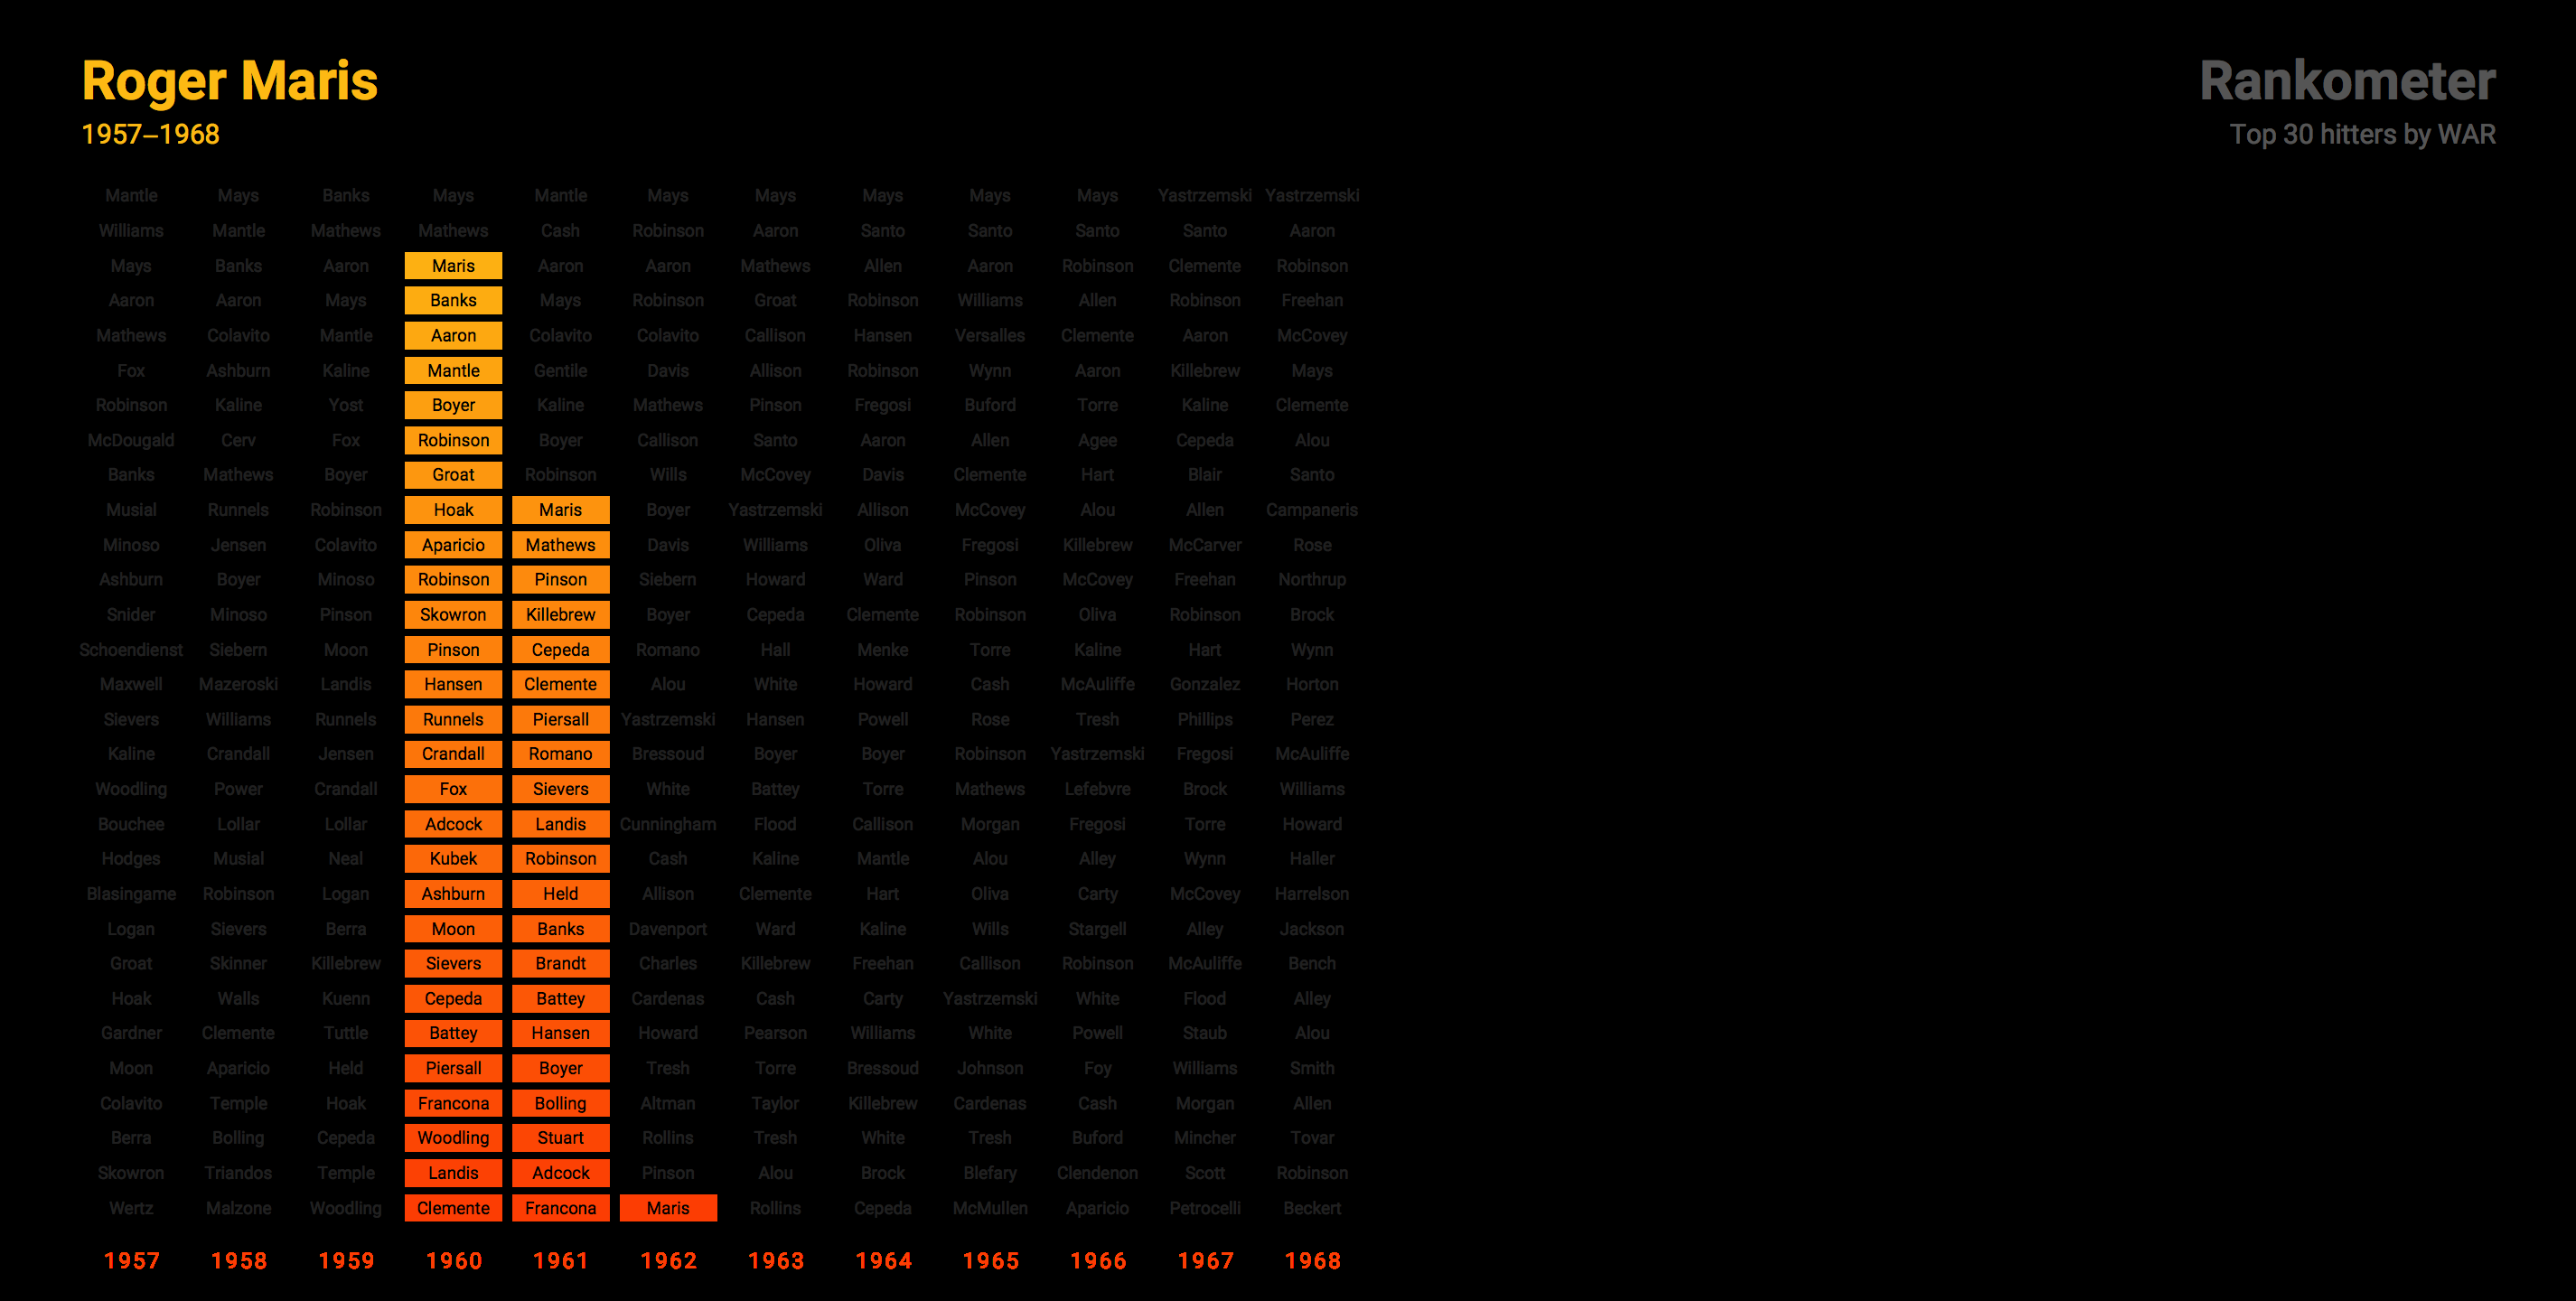 Roger Maris
1957–1968
Rankometer
Top 30 hitters by WAR
Mantle Mays Banks Mays Mantle Mays Mays Mays Mays Mays Yastrzemski Yastrzemski
Williams Mantle Mathews Mathews Cash Robinson Aaron Santo Santo Santo Santo Aaron
Mays Banks Aaron Maris Aaron Aaron Mathews Allen Aaron Robinson Clemente Robinson
Aaron Aaron Mays Banks Mays Robinson Groat Robinson Williams Allen Robinson Freehan
Mathews Colavito Mantle Aaron Colavito Colavito Callison Hansen Versalles Clemente Aaron McCovey
Fox Ashburn Kaline Mantle Gentile Davis Allison Robinson Wynn Aaron Killebrew Mays
Robinson Kaline Yost Boyer Kaline Mathews Pinson Fregosi Buford Torre Kaline Clemente
McDougald Cerv Fox Robinson Boyer Callison Santo Aaron Allen Agee Cepeda Alou
Banks Mathews Boyer Groat Robinson Wills McCovey Davis Clemente Hart Blair Santo
Musial Runnels Robinson Hoak Maris Boyer Yastrzemski Allison McCovey Alou Allen Campaneris
Minoso Jensen Colavito Aparicio Mathews Davis Williams Oliva Fregosi Killebrew McCarver Rose
Ashburn Boyer Minoso Robinson Pinson Siebern Howard Ward Pinson McCovey Freehan Northrup
Snider Minoso Pinson Skowron Killebrew Boyer Cepeda Clemente Robinson Oliva Robinson Brock
Schoendienst Siebern Moon Pinson Cepeda Romano Hall Menke Torre Kaline Hart Wynn
Maxwell Mazeroski Landis Hansen Clemente Alou White Howard Cash McAuliffe Gonzalez Horton
Sievers Williams Runnels Runnels Piersall Yastrzemski Hansen Powell Rose Tresh Phillips Perez
Kaline Crandall Jensen Crandall Romano Bressoud Boyer Boyer Robinson Yastrzemski Fregosi McAuliffe
Woodling Power Crandall Fox Sievers White Battey Torre Mathews Lefebvre Brock Williams
Bouchee Lollar Lollar Adcock Landis Cunningham Flood Callison Morgan Fregosi Torre Howard
Hodges Musial Neal Kubek Robinson Cash Kaline Mantle Alou Alley Wynn Haller
Blasingame Robinson Logan Ashburn Held Allison Clemente Hart Oliva Carty McCovey Harrelson
Logan Sievers Berra Moon Banks Davenport Ward Kaline Wills Stargell Alley Jackson
Groat Skinner Killebrew Sievers Brandt Charles Killebrew Freehan Callison Robinson McAuliffe Bench
Hoak Walls Kuenn Cepeda Battey Cardenas Cash Carty Yastrzemski White Flood Alley
Gardner Clemente Tuttle Battey Hansen Howard Pearson Williams White Powell Staub Alou
Moon Aparicio Held Piersall Boyer Tresh Torre Bressoud Johnson Foy Williams Smith
Colavito Temple Hoak Francona Bolling Altman Taylor Killebrew Cardenas Cash Morgan Allen
Berra Bolling Cepeda Woodling Stuart Rollins Tresh White Tresh Buford Mincher Tovar
Skowron Triandos Temple Landis Adcock Pinson Alou Brock Blefary Clendenon Scott Robinson
Wertz Malzone Woodling Clemente Francona Maris Rollins Cepeda McMullen Aparicio Petrocelli Beckert
1957 1958 1959 1960 1961 1962 1963 1964 1965 1966 1967 1968